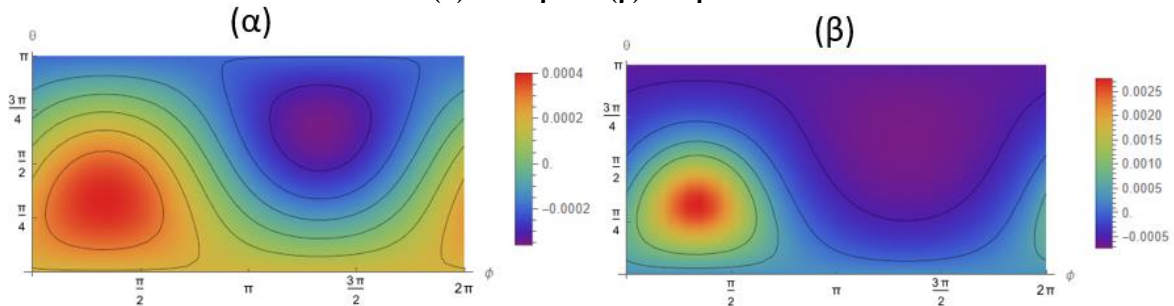 (α)
(β)
θ
π
3π/4
π/2
π/4
π/2
π
3π/2
2π
ϕ
0.0004
0.0002
0.
−0.0002
θ
π
3π/4
π/2
π/4
π/2
π
3π/2
2π
ϕ
0.0025
0.0020
0.0015
0.0010
0.0005
0.
−0.0005